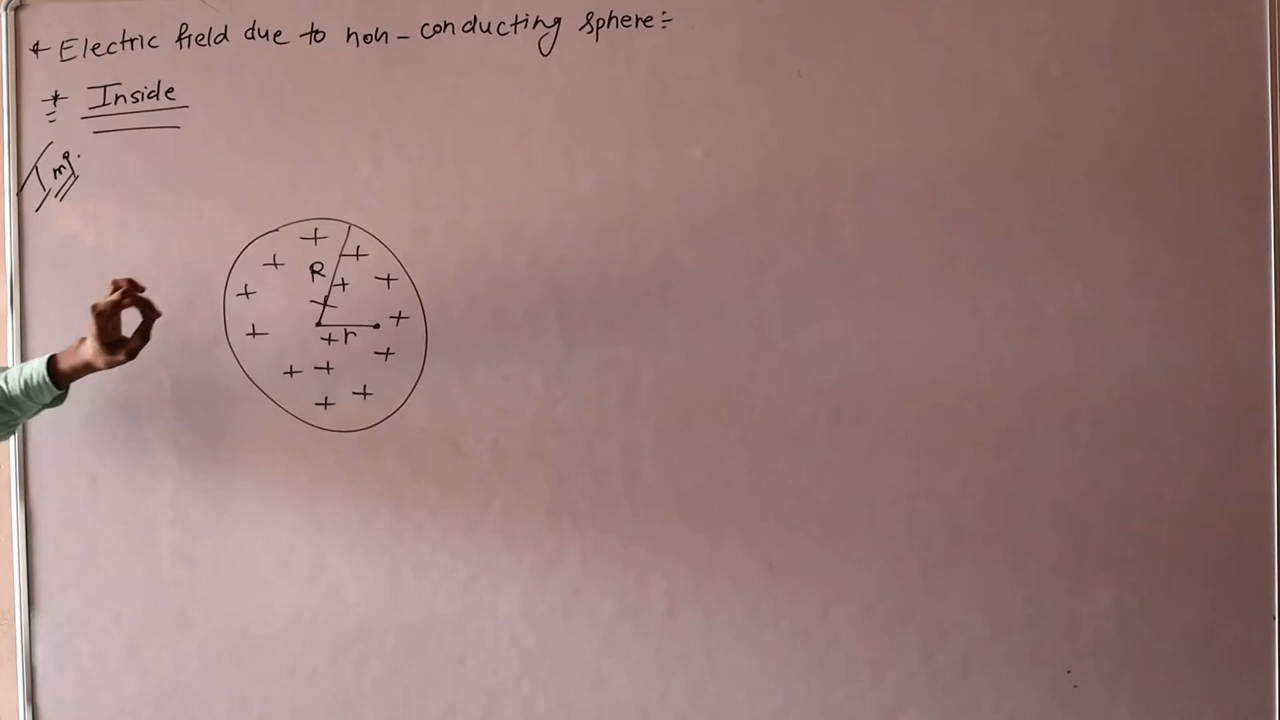 * Electric field due to non-conducting sphere÷
* Inside
Imp.
R
r